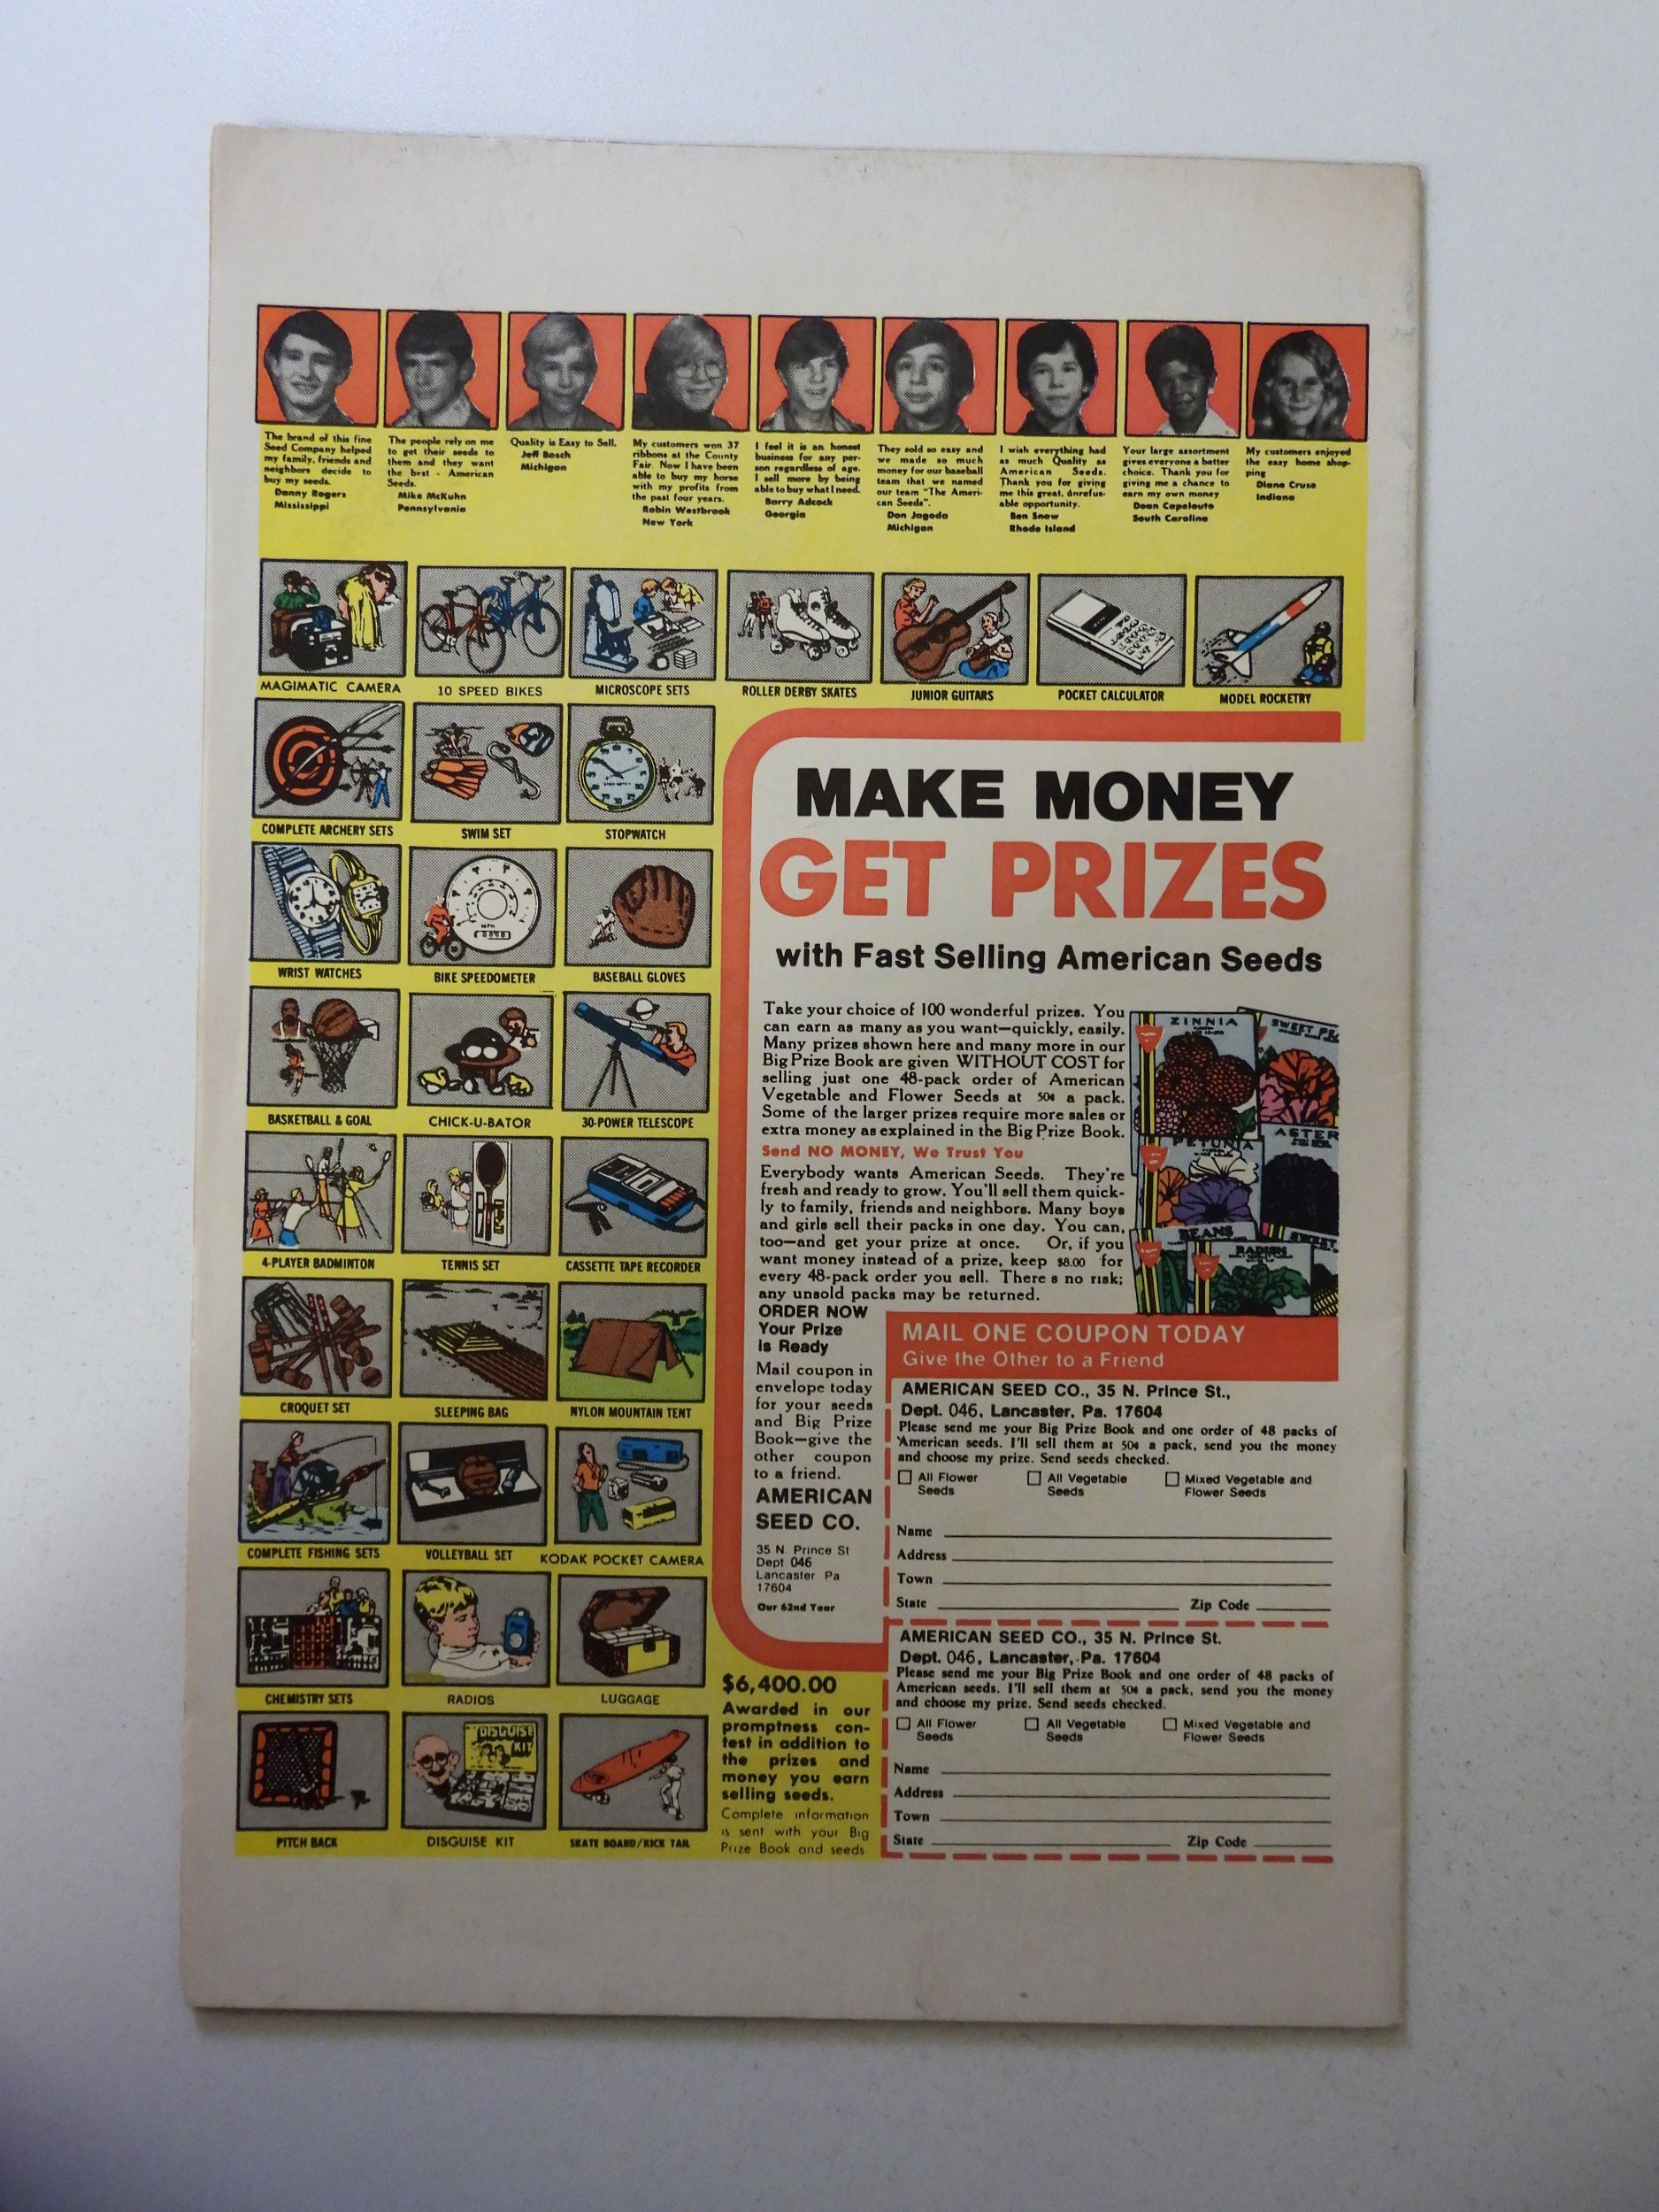 The brand of this fine
Seed Company helped
my family, friends and
neighbors decide to
buy my seeds.
Danny Rogers
Mississippi
The people rely on me
to get their seeds to
them and they want
the best - American
Seeds.
Mike McKuhn
Pennsylvania
Quality is Easy to Sell.
Jeff Bosch
Michigan
My customers won 37
ribbons at the County
Fair. Now I have been
able to buy my horse
with my profits from
the past four years.
Robin Westbrook
New York
I feel it is an honest
business for any per-
son regardless of age.
I sell more by being
able to buy what I need.
Barry Adcock
Georgia
They sold so easy and
we made so much
money for our baseball
team that we named
our team "The Ameri-
can Seeds".
Don Jagoda
Michigan
I wish everything had
as much Quality as
American Seeds.
Thank you for giving
me this great, unrefus-
able opportunity.
Ben Snow
Rhode Island
Your large assortment
gives everyone a better
choice. Thank you for
giving me a chance to
earn my own money
Dean Capeloute
South Carolina
My customers enjoyed
the easy home shop-
ping
Diane Cruse
Indiana
MAGIMATIC CAMERA
10 SPEED BIKES
MICROSCOPE SETS
ROLLER DERBY SKATES
JUNIOR GUITARS
POCKET CALCULATOR
MODEL ROCKETRY
COMPLETE ARCHERY SETS
SWIM SET
STOPWATCH
WRIST WATCHES
MPH
BIKE SPEEDOMETER
BASEBALL GLOVES
BASKETBALL & GOAL
CHICK-U-BATOR
30-POWER TELESCOPE
4-PLAYER BADMINTON
TENNIS SET
CASSETTE TAPE RECORDER
CROQUET SET
SLEEPING BAG
NYLON MOUNTAIN TENT
COMPLETE FISHING SETS
VOLLEYBALL SET
KODAK POCKET CAMERA
CHEMISTRY SETS
RADIOS
LUGGAGE
PITCH BACK
DISGUISE
KIT
DISGUISE KIT
SKATE BOARD/KICK TAIL
MAKE MONEY
GET PRIZES
with Fast Selling American Seeds
Take your choice of 100 wonderful prizes. You
can earn as many as you want—quickly, easily.
Many prizes shown here and many more in our
Big Prize Book are given WITHOUT COST for
selling just one 48-pack order of American
Vegetable and Flower Seeds at 50¢ a pack.
Some of the larger prizes require more sales or
extra money as explained in the Big Prize Book.
Send NO MONEY, We Trust You
Everybody wants American Seeds. They're
fresh and ready to grow. You'll sell them quick-
ly to family, friends and neighbors. Many boys
and girls sell their packs in one day. You can,
too—and get your prize at once. Or, if you
want money instead of a prize, keep $8.00 for
every 48-pack order you sell. There s no risk;
any unsold packs may be returned.
ZINNIA
SWEET PE
PETUNIA
ASTER
BEANS
RADISH
SWEET
ORDER NOW
Your Prize
is Ready
Mail coupon in
envelope today
for your seeds
and Big Prize
Book—give the
other coupon
to a friend.
AMERICAN
SEED CO.
35 N. Prince St
Dept 046
Lancaster Pa
17604
Our 62nd Year
MAIL ONE COUPON TODAY
Give the Other to a Friend
AMERICAN SEED CO., 35 N. Prince St.,
Dept. 046, Lancaster, Pa. 17604
Please send me your Big Prize Book and one order of 48 packs of
American seeds. I'll sell them at 50¢ a pack, send you the money
and choose my prize. Send seeds checked.
All Flower Seeds
All Vegetable Seeds
Mixed Vegetable and Flower Seeds
Name
Address
Town
State Zip Code
AMERICAN SEED CO., 35 N. Prince St.
Dept. 046, Lancaster, Pa. 17604
Please send me your Big Prize Book and one order of 48 packs of
American seeds. I'll sell them at 50¢ a pack, send you the money
and choose my prize. Send seeds checked.
All Flower Seeds
All Vegetable Seeds
Mixed Vegetable and Flower Seeds
Name
Address
Town
State Zip Code
$6,400.00
Awarded in our
promptness con-
test in addition to
the prizes and
money you earn
selling seeds.
Complete information
is sent with your Big
Prize Book and seeds